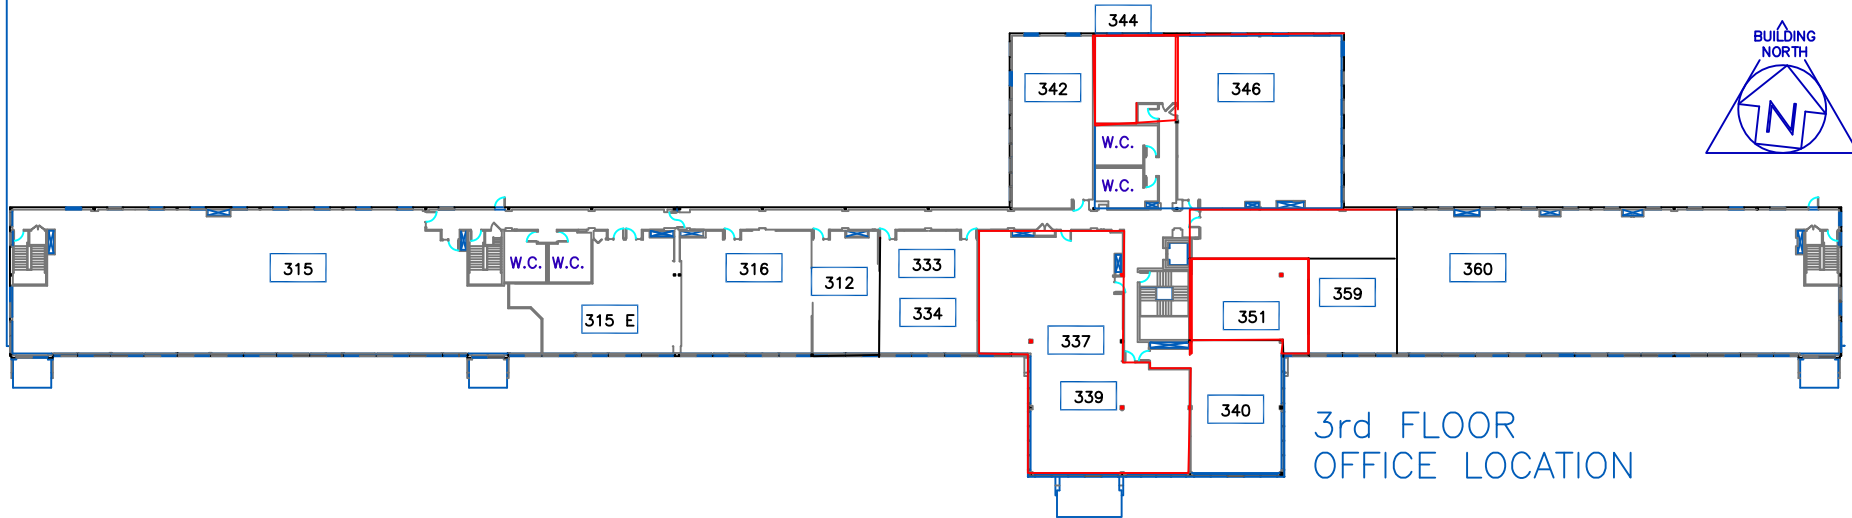 344
BUILDING
NORTH
N
342
346
W.C.
W.C.
315
W.C. W.C.
316
312
333
334
315 E
337
339
351
359
360
340
3rd FLOOR
OFFICE LOCATION